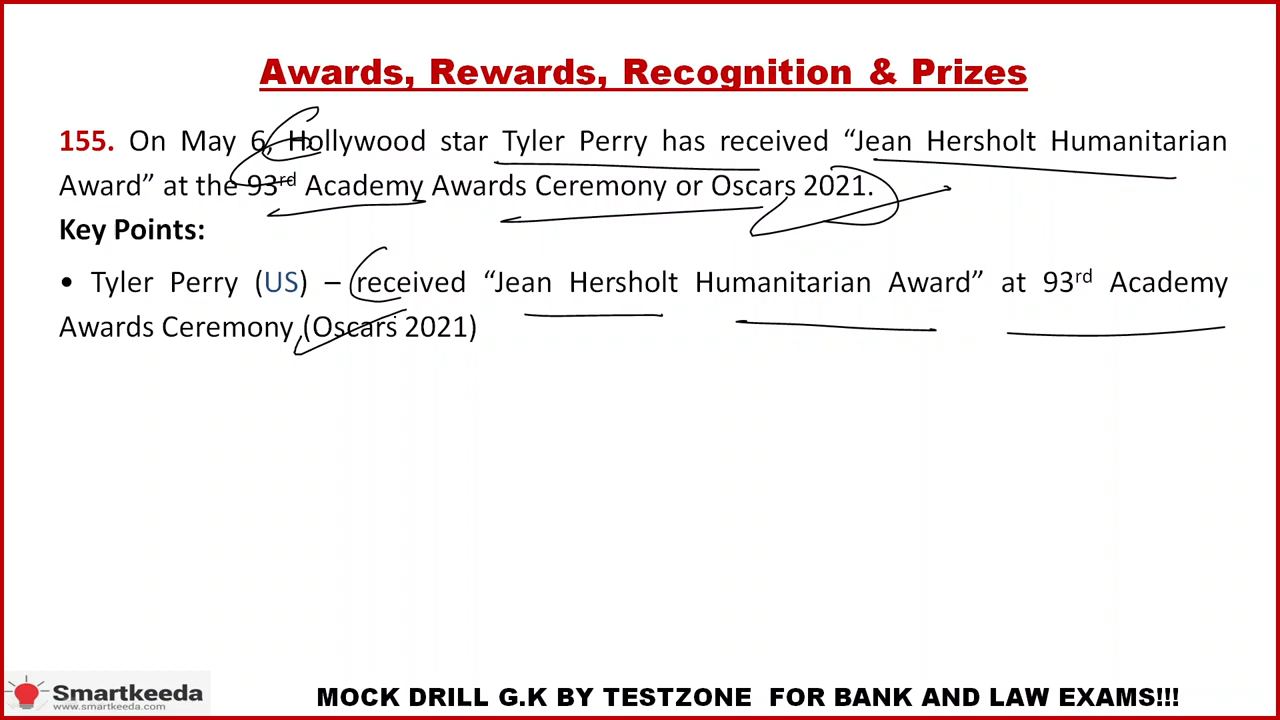 Awards, Rewards, Recognition & Prizes
155. On May 6, Hollywood star Tyler Perry has received “Jean Hersholt Humanitarian
Award” at the 93rd Academy Awards Ceremony or Oscars 2021.
Key Points:
• Tyler Perry (US) – received “Jean Hersholt Humanitarian Award” at 93rd Academy
Awards Ceremony (Oscars 2021)
Smartkeeda
www.smartkeeda.com
MOCK DRILL G.K BY TESTZONE FOR BANK AND LAW EXAMS!!!